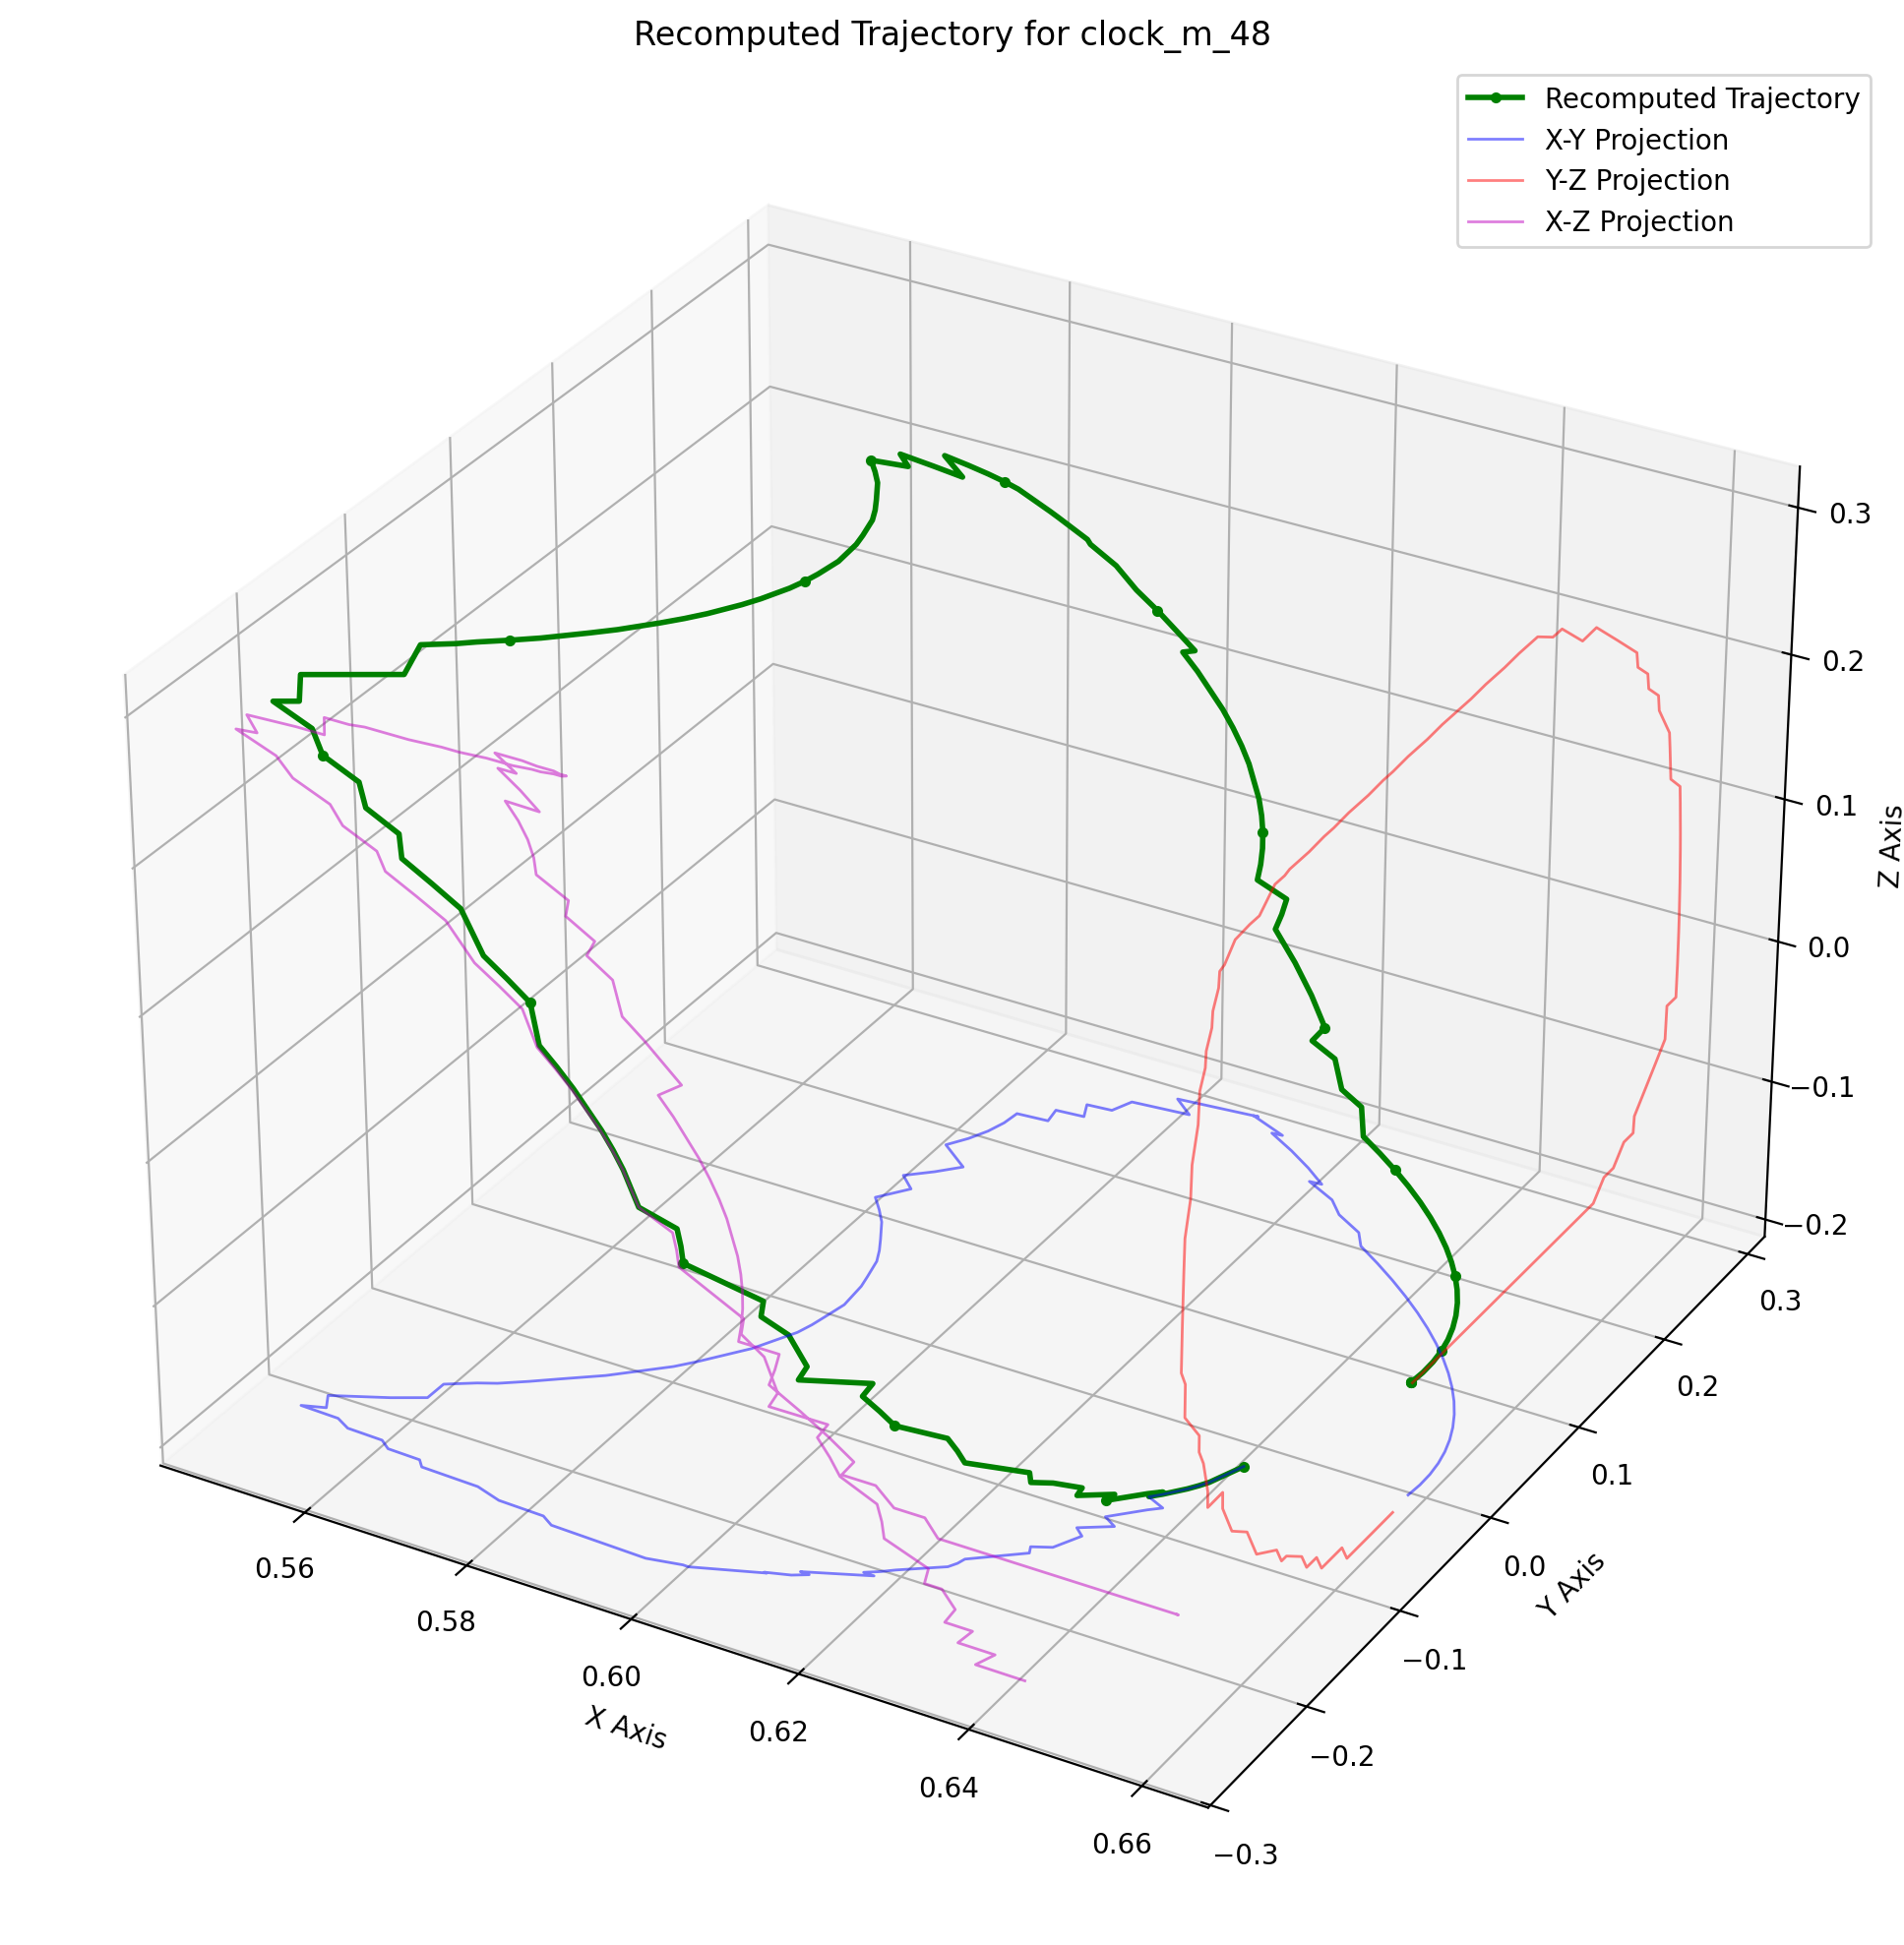 Recomputed Trajectory for clock_m_48
Recomputed Trajectory
X-Y Projection
Y-Z Projection
X-Z Projection
0.3
0.2
0.1
0.0
−0.1
−0.2
Z Axis
0.3
0.2
0.1
0.0
−0.1
−0.2
−0.3
Y Axis
0.56
0.58
0.60
0.62
0.64
0.66
X Axis